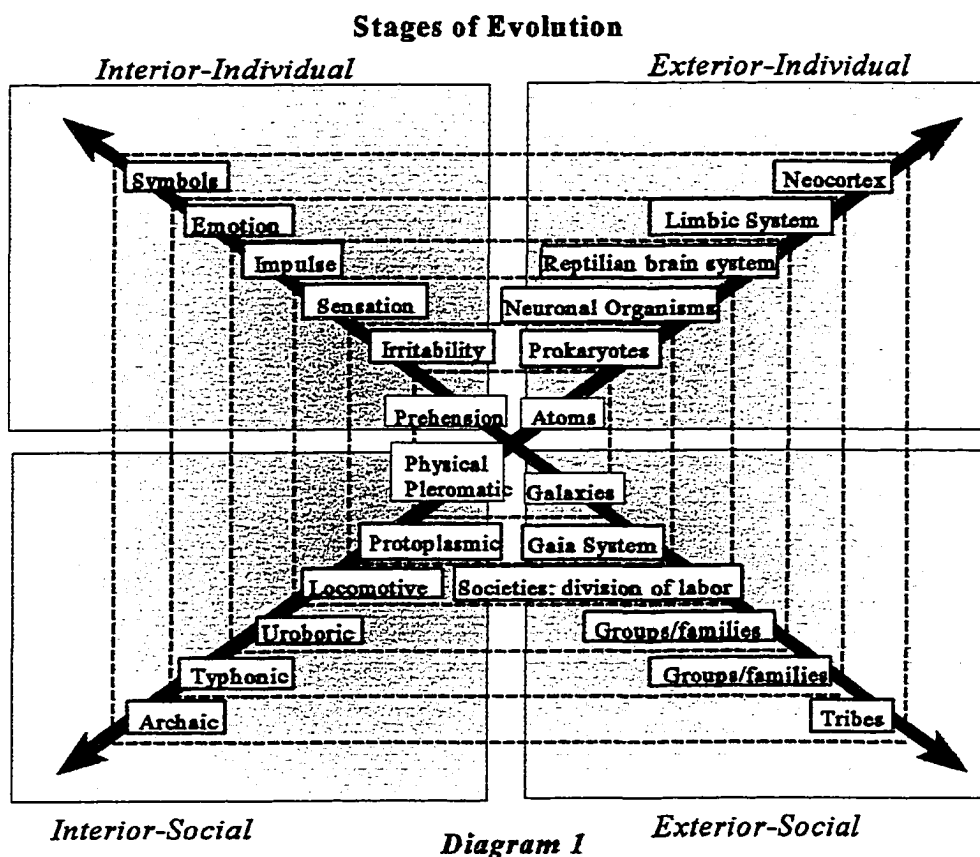 Stages of Evolution
Interior-Individual
Exterior-Individual
Symbols
Emotion
Impulse
Sensation
Irritability
Prehension
Neocortex
Limbic System
Reptilian brain system
Neuronal Organisms
Prokaryotes
Atoms
Physical
Pleromatic
Protoplasmic
Locomotive
Uroboric
Typhonic
Archaic
Galaxies
Gaia System
Societies: division of labor
Groups/families
Groups/families
Tribes
Interior-Social
Exterior-Social
Diagram 1